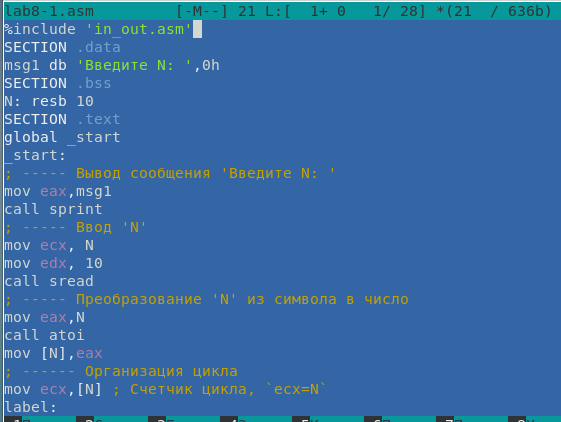 lab8-1.asm [-M--] 21 L:[ 1+ 0 1/ 28] *(21 / 636b)
%include 'in_out.asm'
SECTION .data
msg1 db 'Введите N: ',0h
SECTION .bss
N: resb 10
SECTION .text
global _start
_start:
; ----- Вывод сообщения 'Введите N: '
mov eax,msg1
call sprint
; ----- Ввод 'N'
mov ecx, N
mov edx, 10
call sread
; ----- Преобразование 'N' из символа в число
mov eax,N
call atoi
mov [N],eax
; ------ Организация цикла
mov ecx,[N] ; Счетчик цикла, `ecx=N`
label: